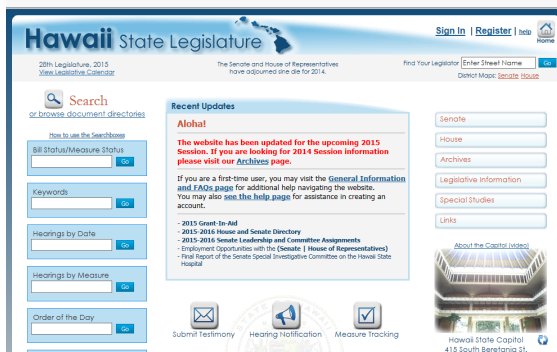 Hawaii State Legislature
Sign In | Register | help
Home
28th Legislature, 2015
View Legislative Calendar
The Senate and House of Representatives
have adjourned sine die for 2014.
Find Your Legislator Enter Street Name Go
District Maps: Senate House
Search
or browse document directories
How to use the Searchboxes
Bill Status/Measure Status
Go
Keywords
Go
Hearings by Date
Go
Hearings by Measure
Go
Order of the Day
Go
Recent Updates
Aloha!
The website has been updated for the upcoming 2015
Session. If you are looking for 2014 Session information
please visit our Archives page.
If you are a first-time user, you may visit the General Information
and FAQs page for additional help navigating the website.
You may also see the help page for assistance in creating an
account.
- 2015 Grant-In-Aid
- 2015-2016 House and Senate Directory
- 2015-2016 Senate Leadership and Committee Assignments
- Employment Opportunities with the (Senate | House of Representatives)
- Final Report of the Senate Special Investigative Committee on the Hawaii State
Hospital
Submit Testimony
Hearing Notification
Measure Tracking
Senate
House
Archives
Legislative Information
Special Studies
Links
About the Capitol (video)
Hawaii State Capitol
415 South Beretania St.